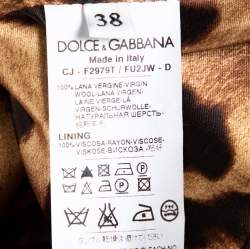 38
DOLCE & GABBANA
Made in Italy
CJ - F2979T / FU2JW - D
100% LANA VERGINE-VIRGIN
WOOL-LANA VIRGEN-
LAINE VIERGE-LÃ
VIRGEN-SCHURWOLLE-
НАТУРАЛЬНАЯ ШЕРСТЬ-
LINING
100% VISCOSA-RAYON-VISCOSE-
VISKOSE-ВИСКОЗА-